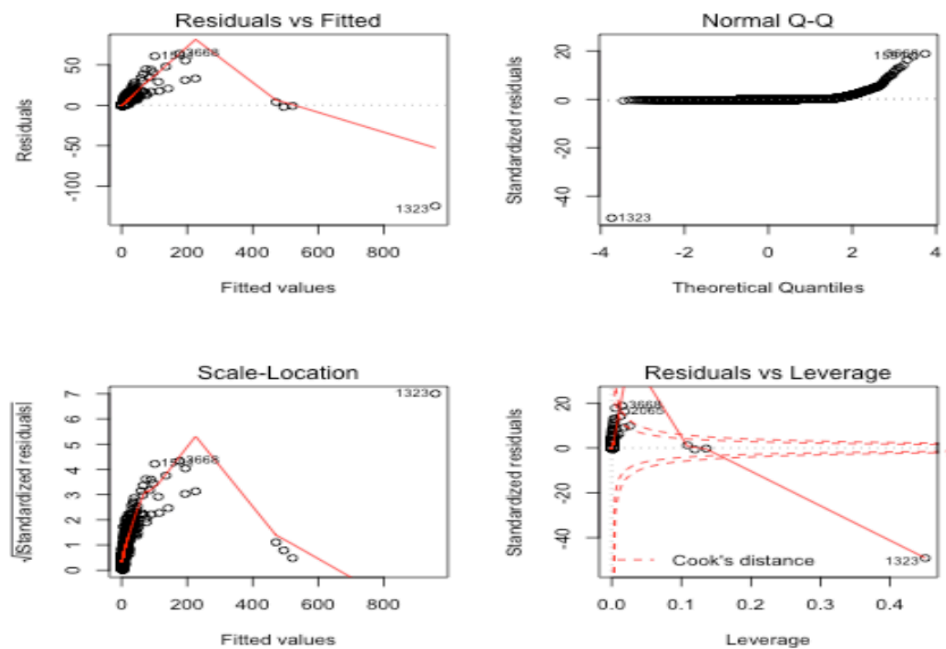 Residuals vs Fitted
Residuals
50
0
-50
-100
3668
1323
0 200 400 600 800
Fitted values
Normal Q-Q
Standardized residuals
20
0
-20
-40
1323
-4 -2 0 2 4
Theoretical Quantiles
Scale-Location
√|Standardized residuals|
7
6
5
4
3
2
1
0
1323
3668
0 200 400 600 800
Fitted values
Residuals vs Leverage
Standardized residuals
20
0
-20
-40
3668
2065
Cook's distance
1323
0.0 0.1 0.2 0.3 0.4
Leverage